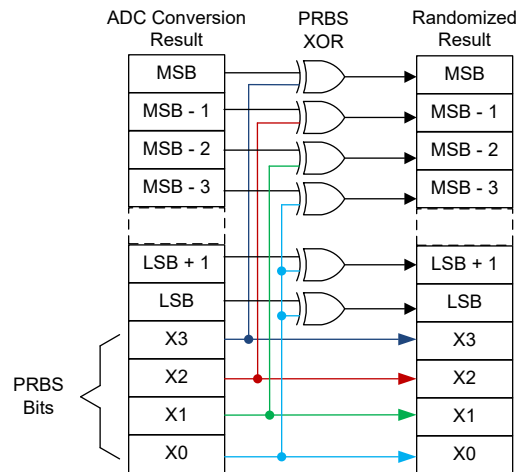 ADC Conversion
Result
PRBS
XOR
Randomized
Result
MSB
MSB
MSB - 1
MSB - 1
MSB - 2
MSB - 2
MSB - 3
MSB - 3
LSB + 1
LSB + 1
LSB
LSB
X3
X3
PRBS
Bits
X2
X2
X1
X1
X0
X0